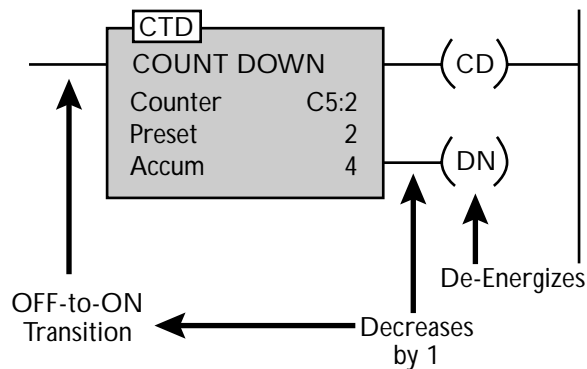 CTD
COUNT DOWN
Counter C5:2
Preset 2
Accum 4
CD
DN
De-Energizes
OFF-to-ON
Transition
Decreases
by 1